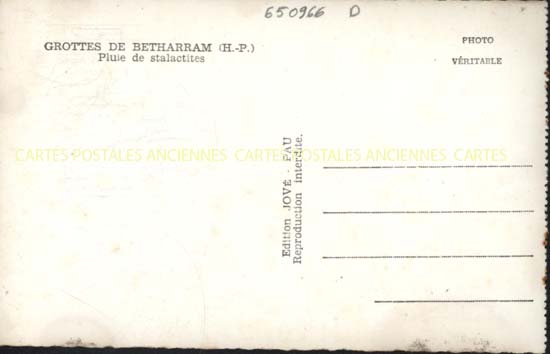 650966 D
GROTTES DE BETHARRAM (H.-P.)
Pluie de stalactites
PHOTO
VÉRITABLE
CARTES POSTALES ANCIENNES CARTES POSTALES ANCIENNES CARTES
Edition JOVÉ - PAU
Reproduction interdite.